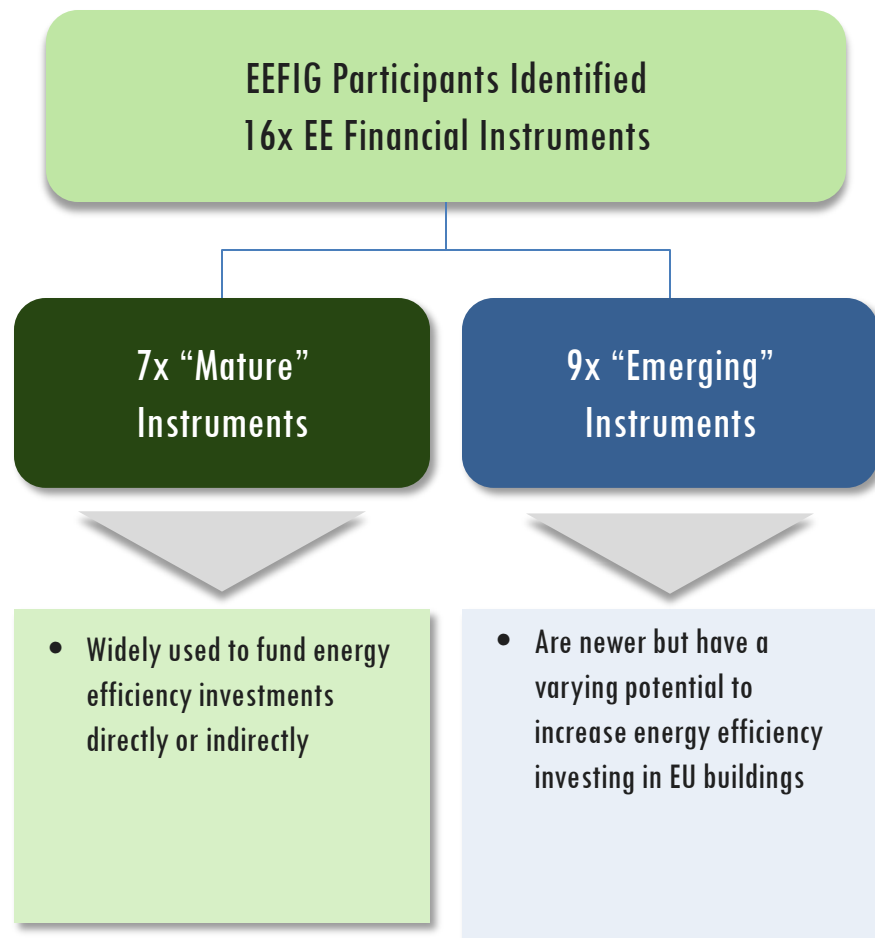 EEFIG Participants Identified
16x EE Financial Instruments
7x “Mature”
Instruments
9x “Emerging”
Instruments
• Widely used to fund energy
efficiency investments
directly or indirectly
• Are newer but have a
varying potential to
increase energy efficiency
investing in EU buildings